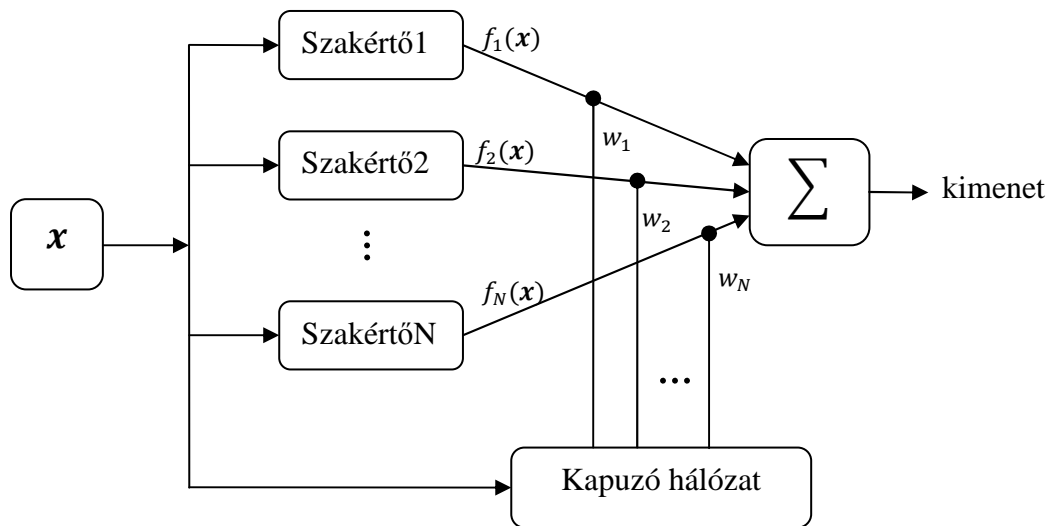 Szakértő1
f₁(x)
w₁
Szakértő2
f₂(x)
∑
kimenet
x
w₂
⋮
SzakértőN
f_N(x)
w_N
...
Kapuzó hálózat